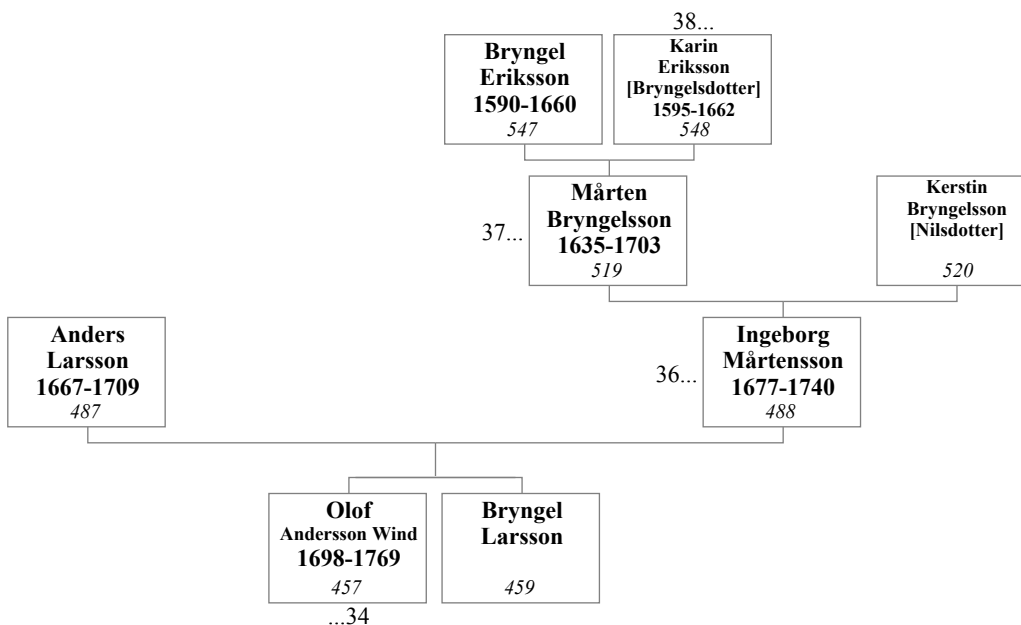 38...
Bryngel
Eriksson
1590-1660
547
Karin
Eriksson
[Bryngelsdotter]
1595-1662
548
37...
Mårten
Bryngelsson
1635-1703
519
Kerstin
Bryngelsson
[Nilsdotter]
520
Anders
Larsson
1667-1709
487
36...
Ingeborg
Mårtensson
1677-1740
488
Olof
Andersson Wind
1698-1769
457
...34
Bryngel
Larsson
459